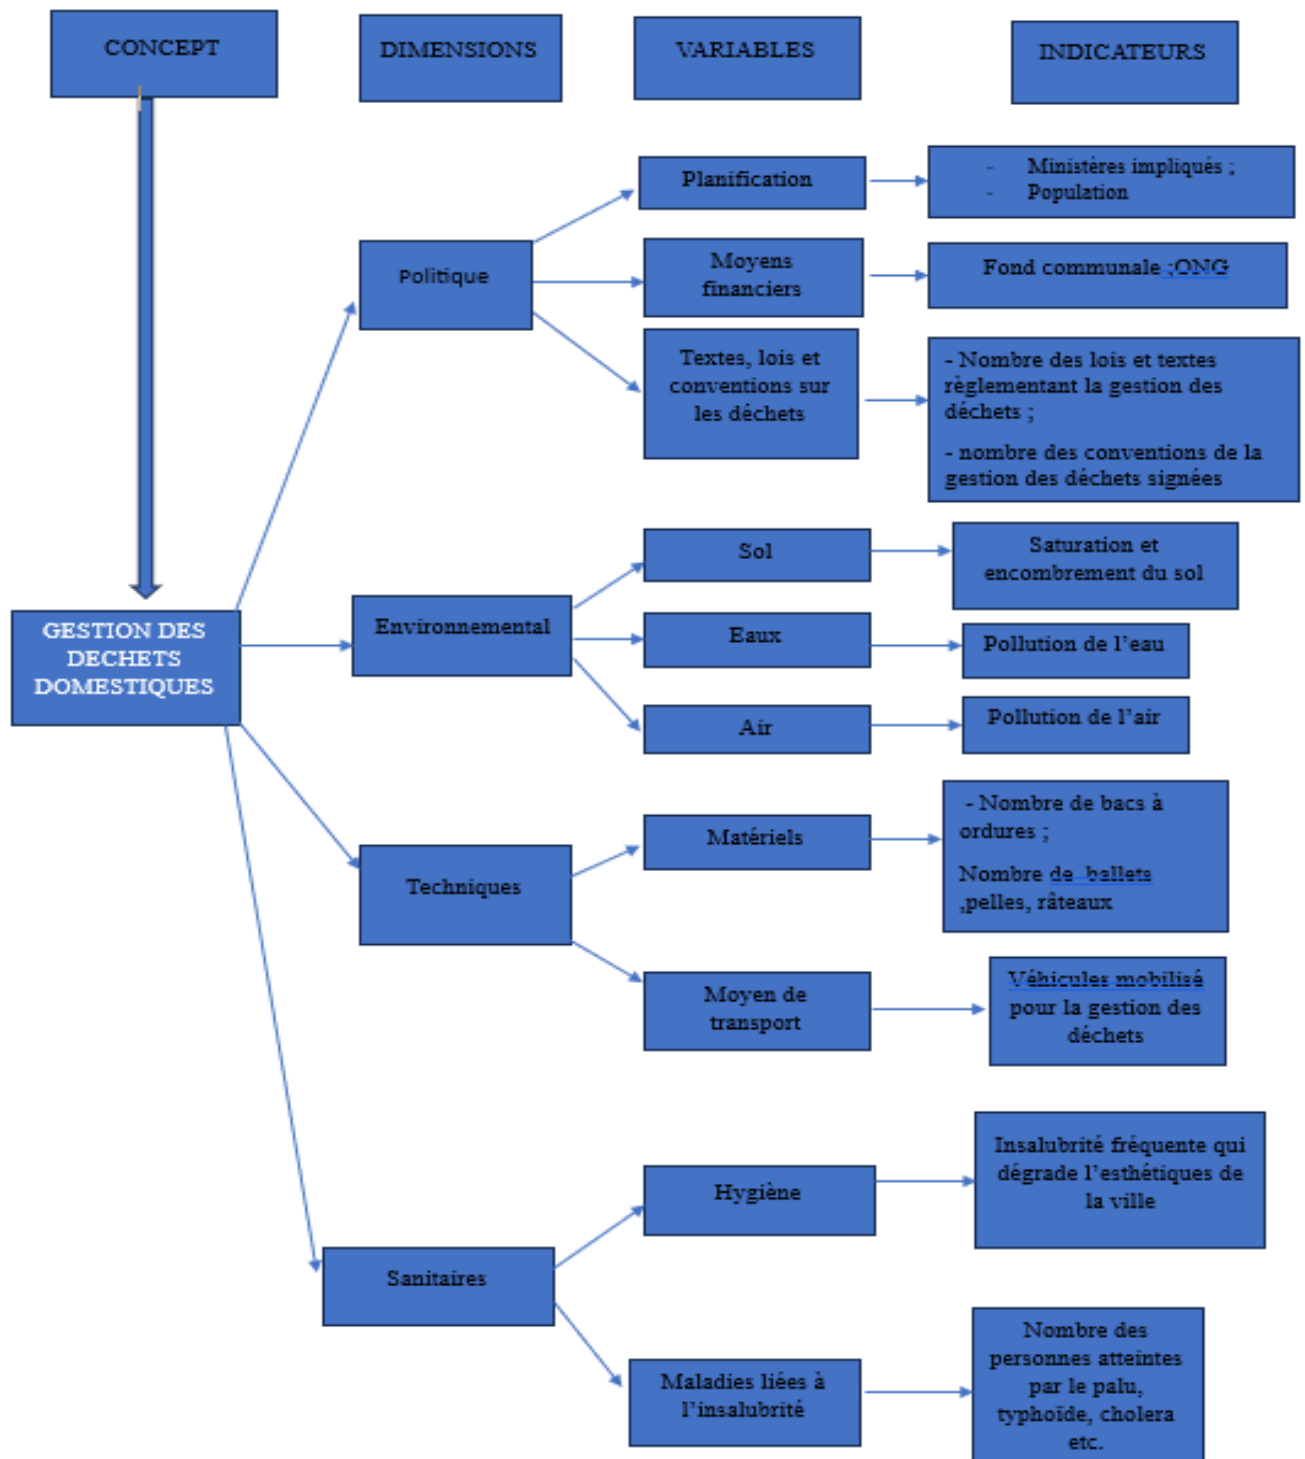 CONCEPT
DIMENSIONS
VARIABLES
INDICATEURS
Planification
- Ministères impliqués ;
- Population
Politique
Moyens
financiers
Fond communale ;ONG
Textes, lois et
conventions sur
les déchets
- Nombre des lois et textes
règlementant la gestion des
déchets ;
- nombre des conventions de la
gestion des déchets signées
GESTION DES
DECHETS
DOMESTIQUES
Environnemental
Sol
Saturation et
encombrement du sol
Eaux
Pollution de l’eau
Air
Pollution de l’air
Techniques
Matériels
- Nombre de bacs à
ordures ;
Nombre de ballets
,pelles, râteaux
Moyen de
transport
Véhicules mobilisé
pour la gestion des
déchets
Sanitaires
Hygiène
Insalubrité fréquente qui
dégrade l’esthétiques de
la ville
Maladies liées à
l’insalubrité
Nombre des
personnes atteintes
par le palu,
typhoïde, cholera
etc.